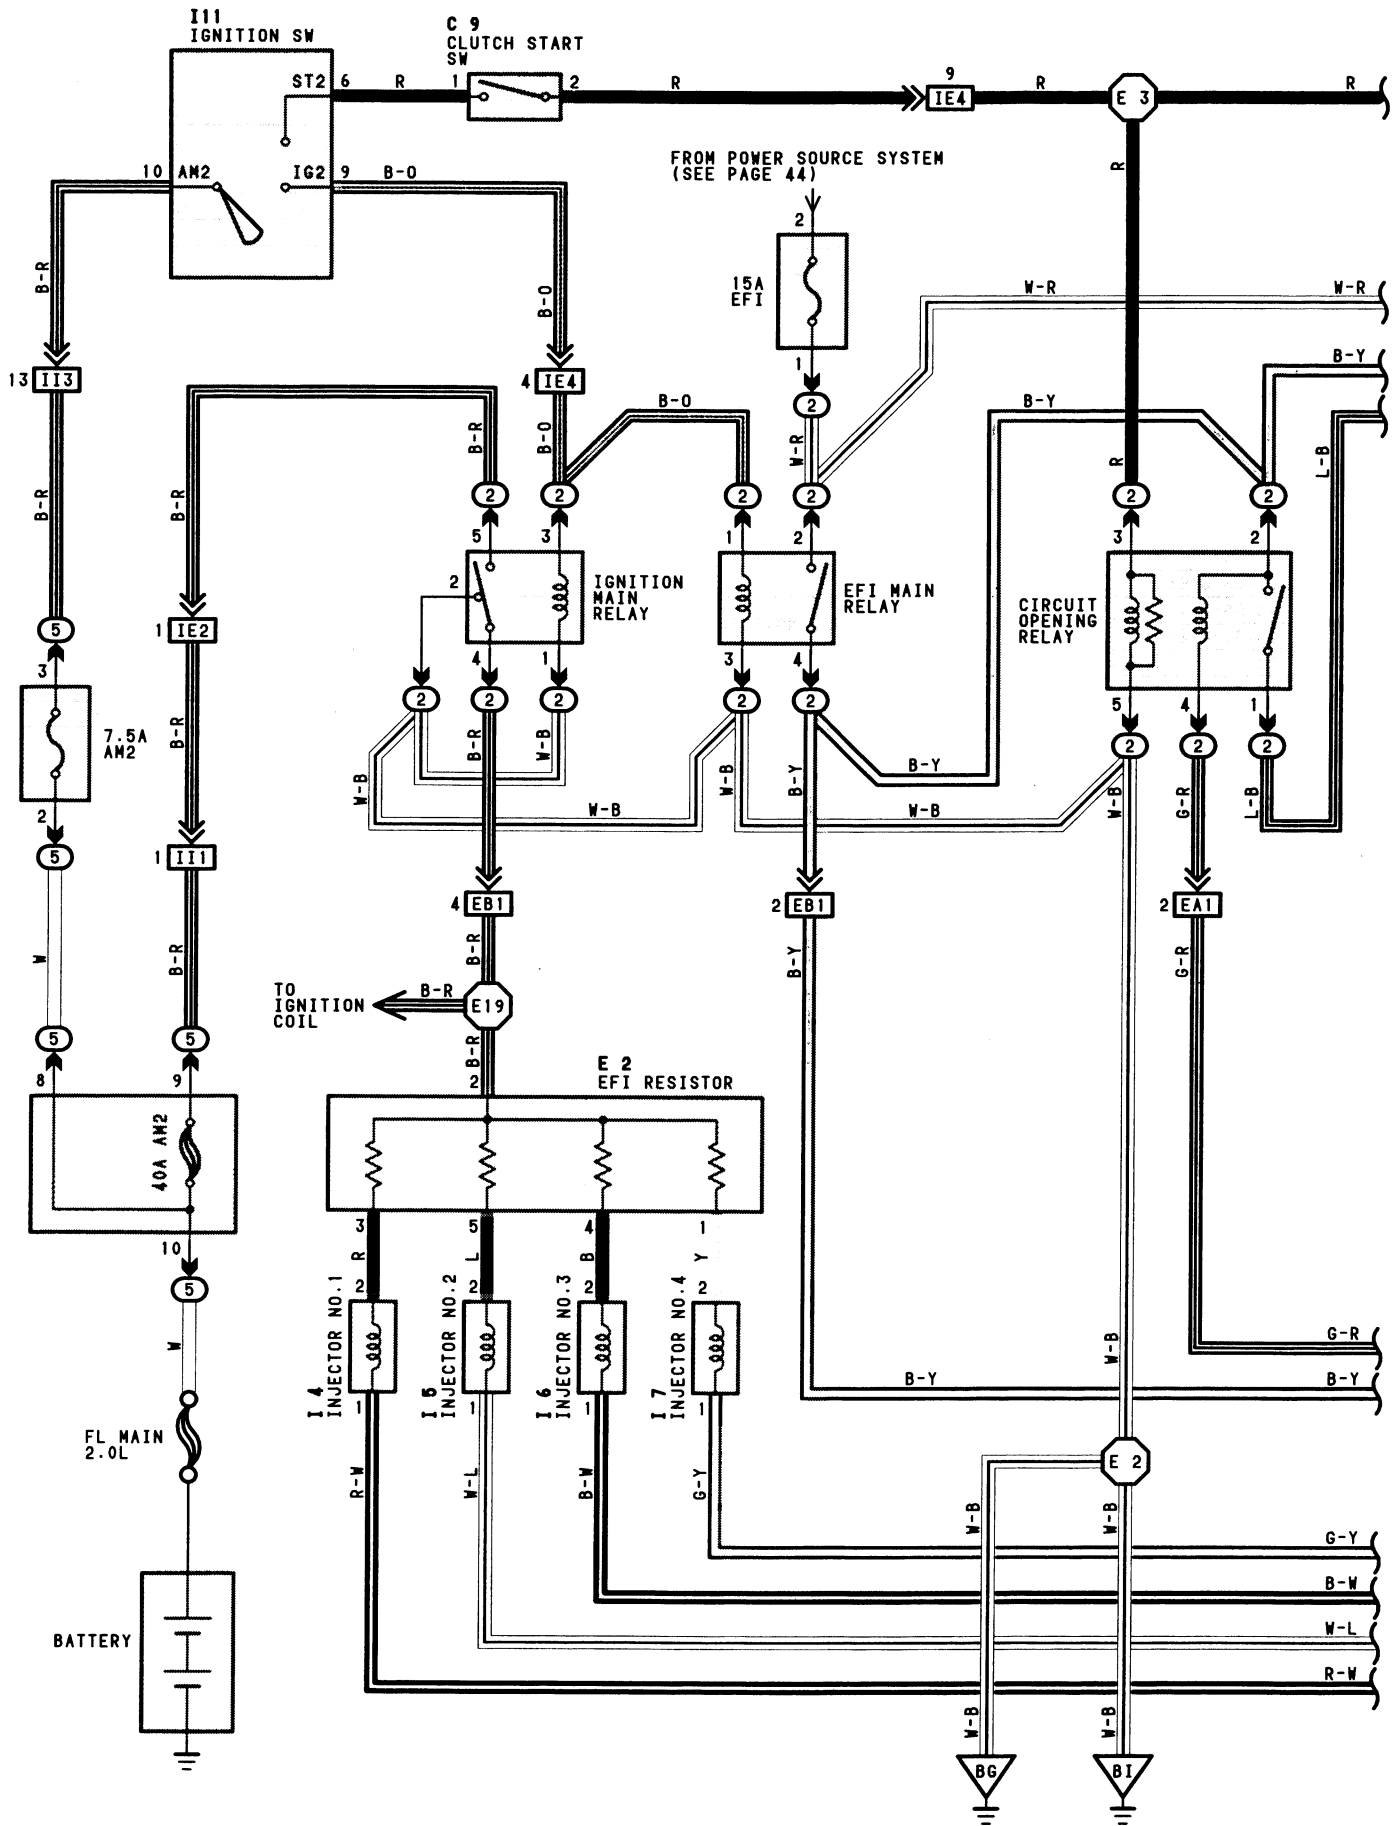 I11
IGNITION SW
C 9
CLUTCH START
SW
ST2
6
R
1
2
R
9
IE4
R
E 3
R
10
AM2
IG2
9
B-O
FROM POWER SOURCE SYSTEM
(SEE PAGE 44)
R
2
15A
EFI
1
B-R
B-O
W-R
W-R
B-Y
13
II3
4
IE4
2
B-O
B-Y
B-R
B-O
W-R
R
L-B
B-R
B-R
2
2
2
2
2
2
5
3
1
2
3
2
2
IGNITION
MAIN
RELAY
EFI MAIN
RELAY
CIRCUIT
OPENING
RELAY
5
1
IE2
4
1
3
4
5
4
1
3
2
2
2
2
2
2
2
2
7.5A
AM2
B-R
B-R
W-B
W-B
W-B
W-B
B-Y
B-Y
W-B
W-B
G-R
L-B
2
5
1
II1
4
EB1
2
EB1
2
EA1
W
B-R
B-R
B-Y
G-R
TO
IGNITION
COIL
B-R
E19
5
5
B-R
8
9
2
E 2
EFI RESISTOR
40A AM2
10
3
5
4
1
R
L
B
Y
5
2
2
2
2
I 4
INJECTOR NO.1
I 5
INJECTOR NO.2
I 6
INJECTOR NO.3
I 7
INJECTOR NO.4
W
W-B
G-R
B-Y
B-Y
1
1
1
1
FL MAIN
2.0L
E 2
R-W
W-L
B-W
G-Y
W-B
W-B
G-Y
B-W
BATTERY
W-L
R-W
W-B
W-B
BG
BI